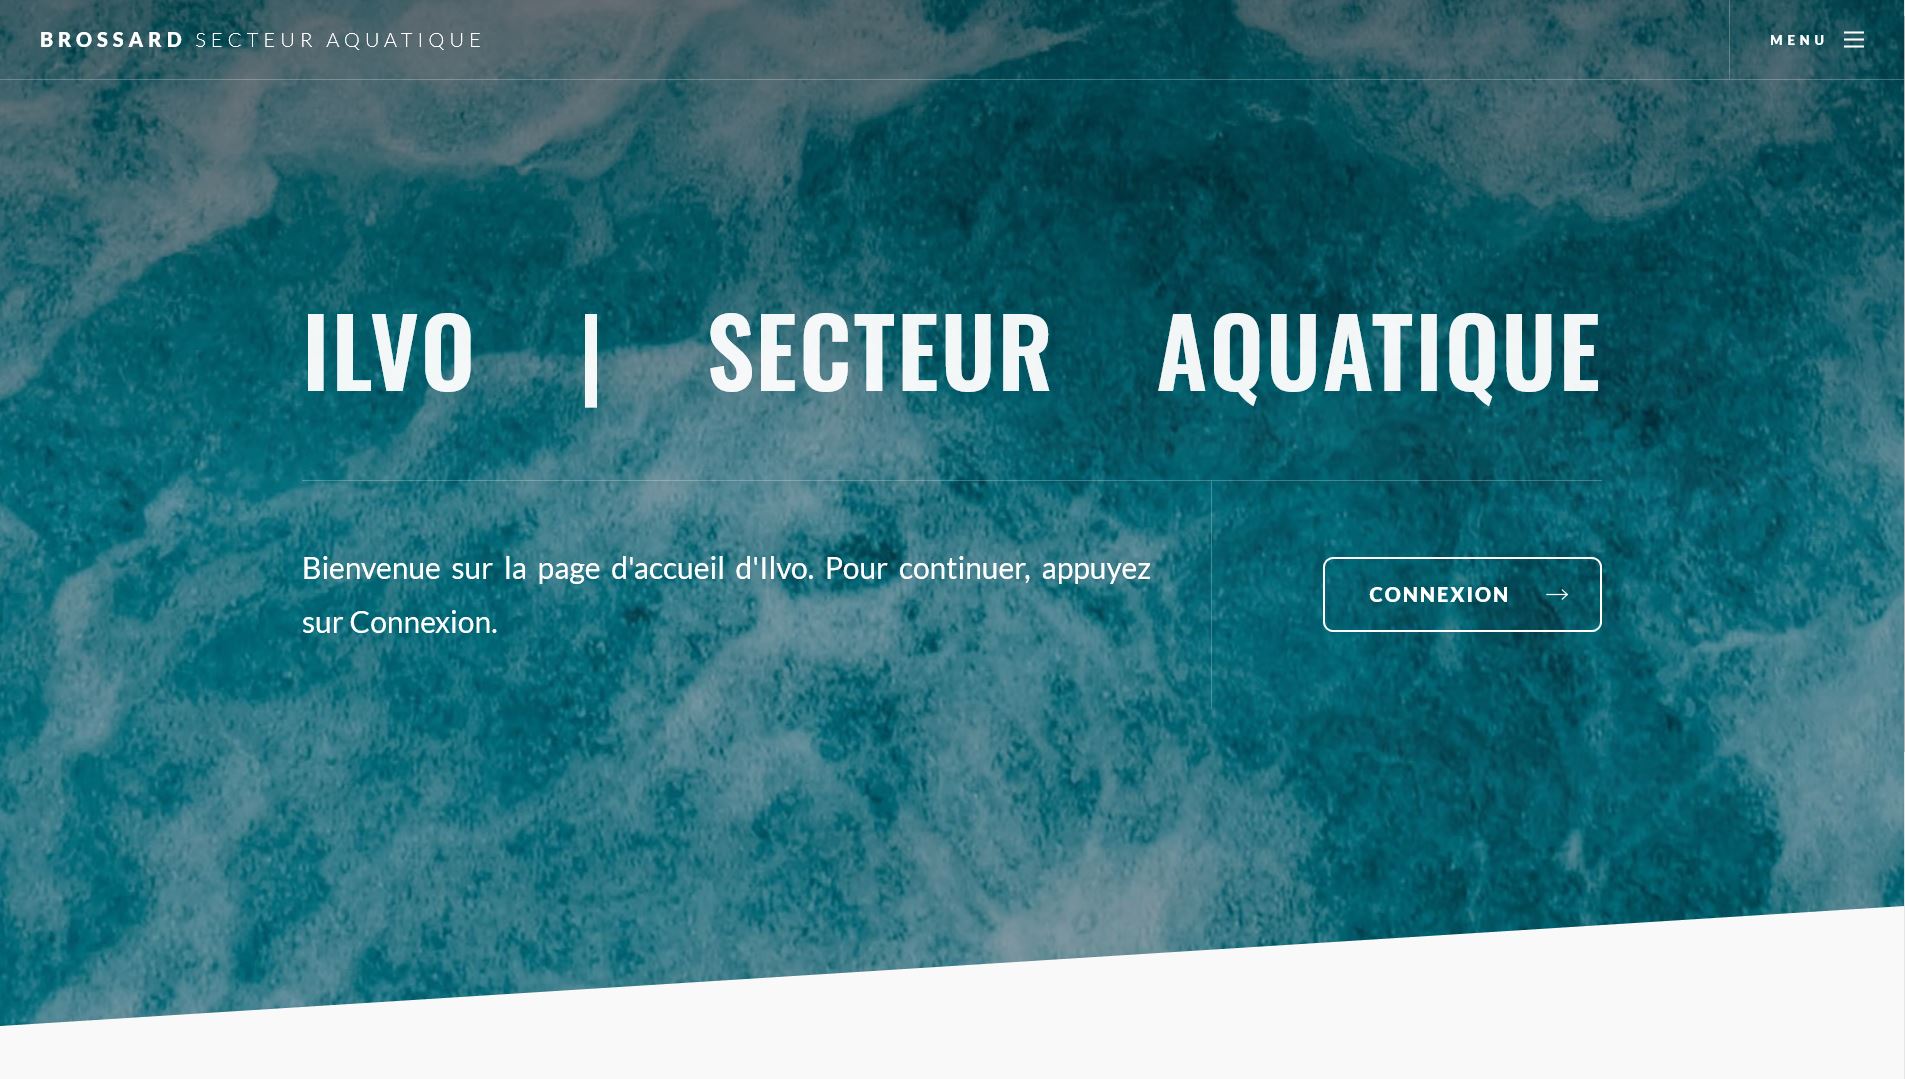 BROSSARD SECTEUR AQUATIQUE
MENU
ILVO | SECTEUR AQUATIQUE
Bienvenue sur la page d'accueil d'Ilvo. Pour continuer, appuyez
sur Connexion.
CONNEXION